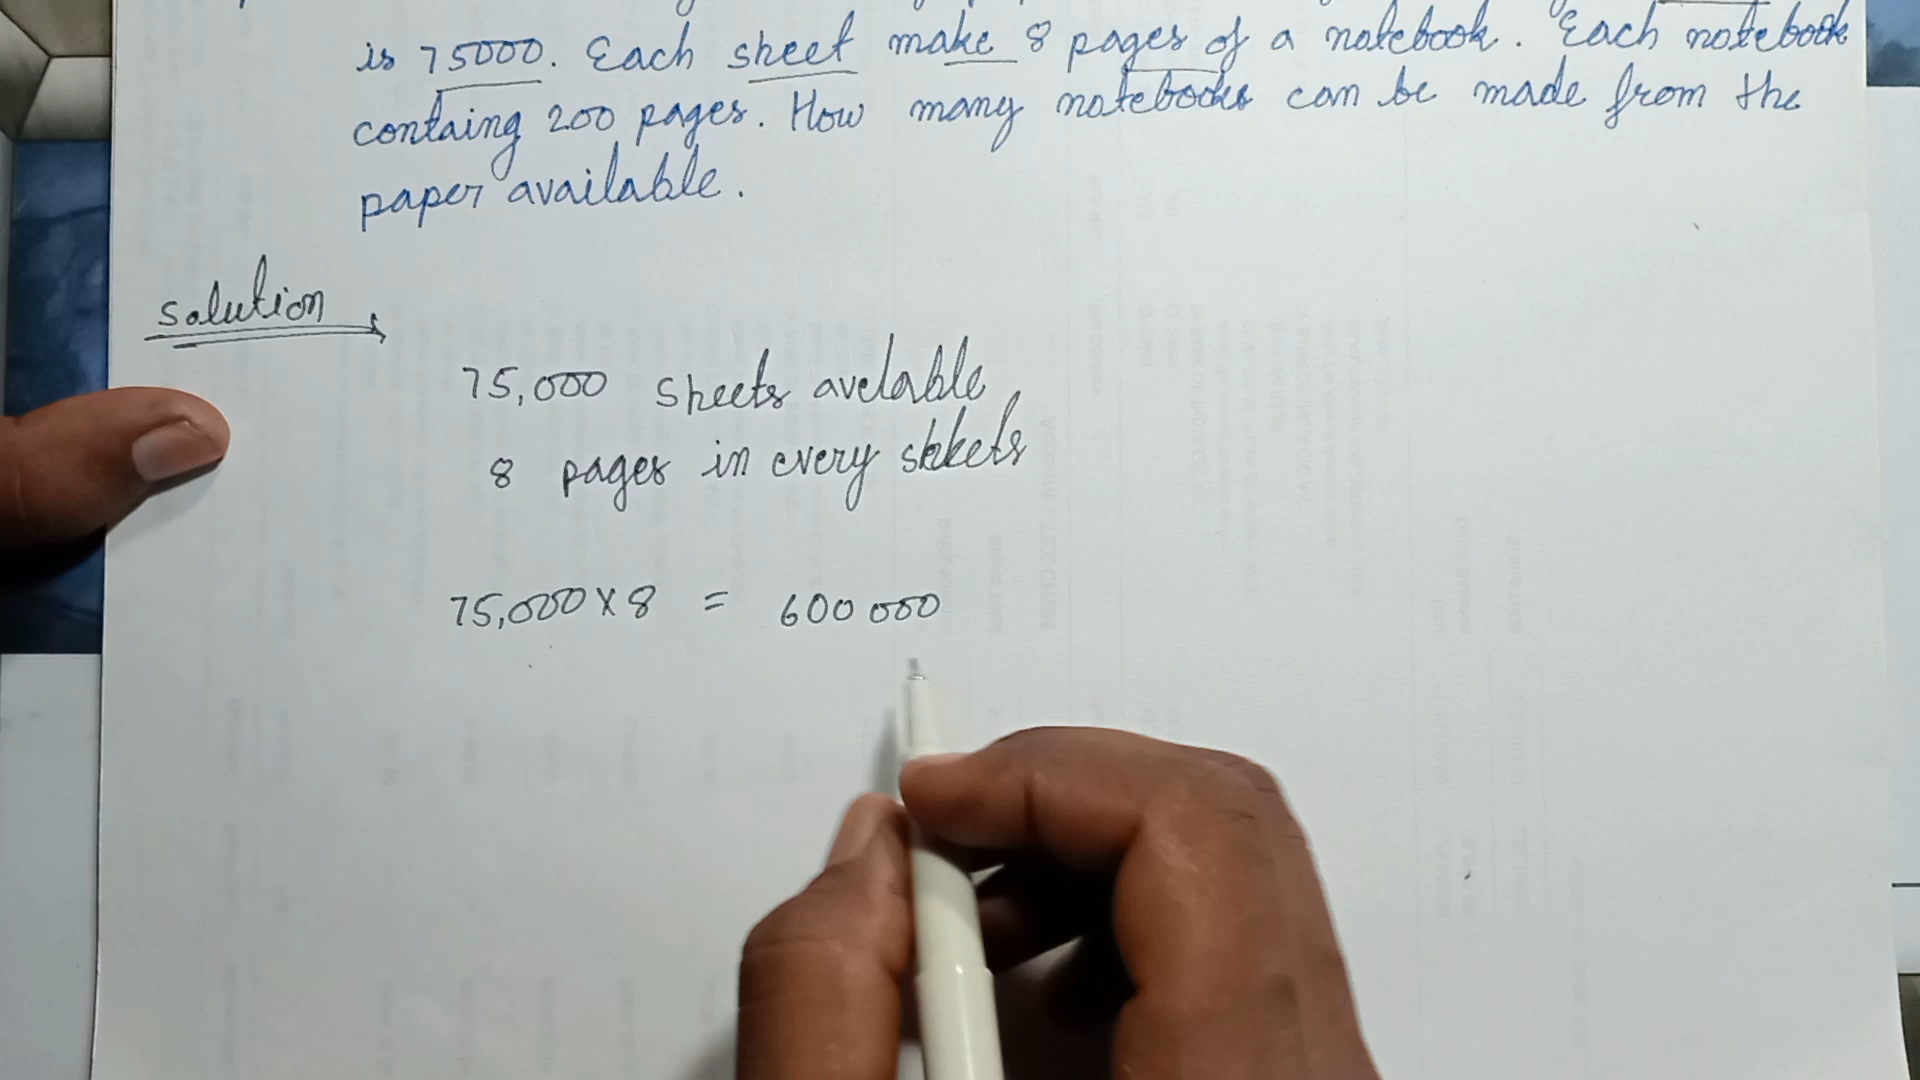 is 75000. Each sheet make 8 pages of a notebook. Each notebook
containg 200 pages. How many notebooks can be made from the
paper available.
Solution
75,000 Sheets avelable
8 pages in every
75,000 x 8 = 600 000